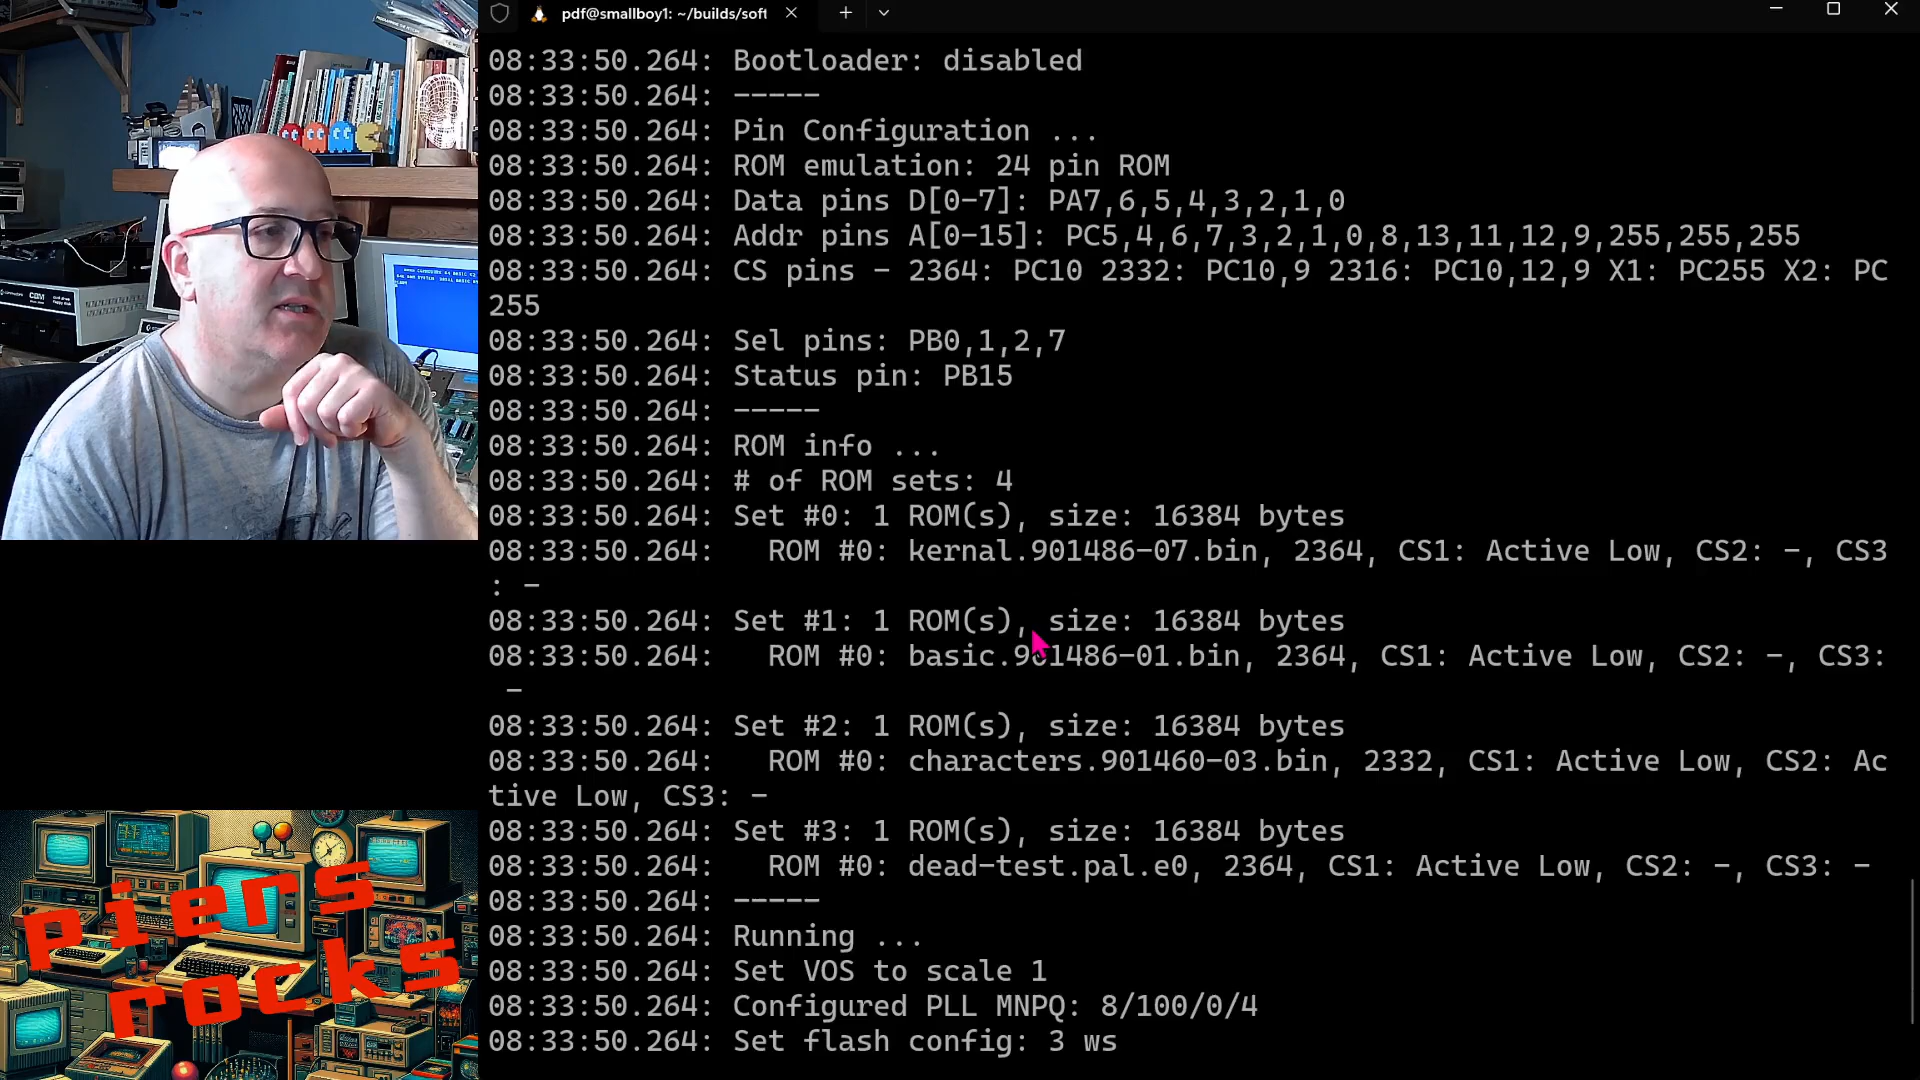 pdf@smallboy1: ~/builds/soft
08:33:50.264: Bootloader: disabled
08:33:50.264: -----
08:33:50.264: Pin Configuration ...
08:33:50.264: ROM emulation: 24 pin ROM
08:33:50.264: Data pins D[0-7]: PA7,6,5,4,3,2,1,0
08:33:50.264: Addr pins A[0-15]: PC5,4,6,7,3,2,1,0,8,13,11,12,9,255,255,255
08:33:50.264: CS pins - 2364: PC10 2332: PC10,9 2316: PC10,12,9 X1: PC255 X2: PC
255
08:33:50.264: Sel pins: PB0,1,2,7
08:33:50.264: Status pin: PB15
08:33:50.264: -----
08:33:50.264: ROM info ...
08:33:50.264: # of ROM sets: 4
08:33:50.264: Set #0: 1 ROM(s), size: 16384 bytes
08:33:50.264:   ROM #0: kernal.901486-07.bin, 2364, CS1: Active Low, CS2: -, CS3
: -
08:33:50.264: Set #1: 1 ROM(s), size: 16384 bytes
08:33:50.264:   ROM #0: basic.901486-01.bin, 2364, CS1: Active Low, CS2: -, CS3:
 -
08:33:50.264: Set #2: 1 ROM(s), size: 16384 bytes
08:33:50.264:   ROM #0: characters.901460-03.bin, 2332, CS1: Active Low, CS2: Ac
tive Low, CS3: -
08:33:50.264: Set #3: 1 ROM(s), size: 16384 bytes
08:33:50.264:   ROM #0: dead-test.pal.e0, 2364, CS1: Active Low, CS2: -, CS3: -
08:33:50.264: -----
08:33:50.264: Running ...
08:33:50.264: Set VOS to scale 1
08:33:50.264: Configured PLL MNPQ: 8/100/0/4
08:33:50.264: Set flash config: 3 ws
piers
rocks